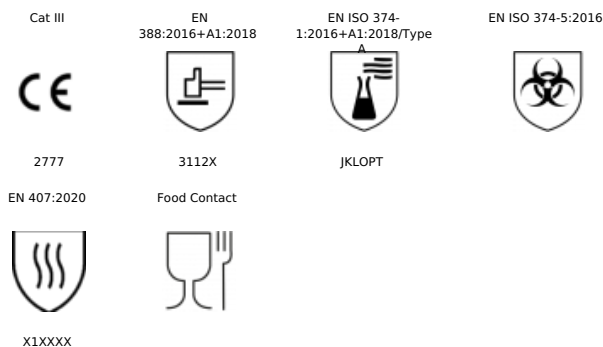 Cat III
EN
388:2016+A1:2018
EN ISO 374-
1:2016+A1:2018/Type
A
EN ISO 374-5:2016
CE
2777
3112X
JKLOPT
EN 407:2020
Food Contact
X1XXXX